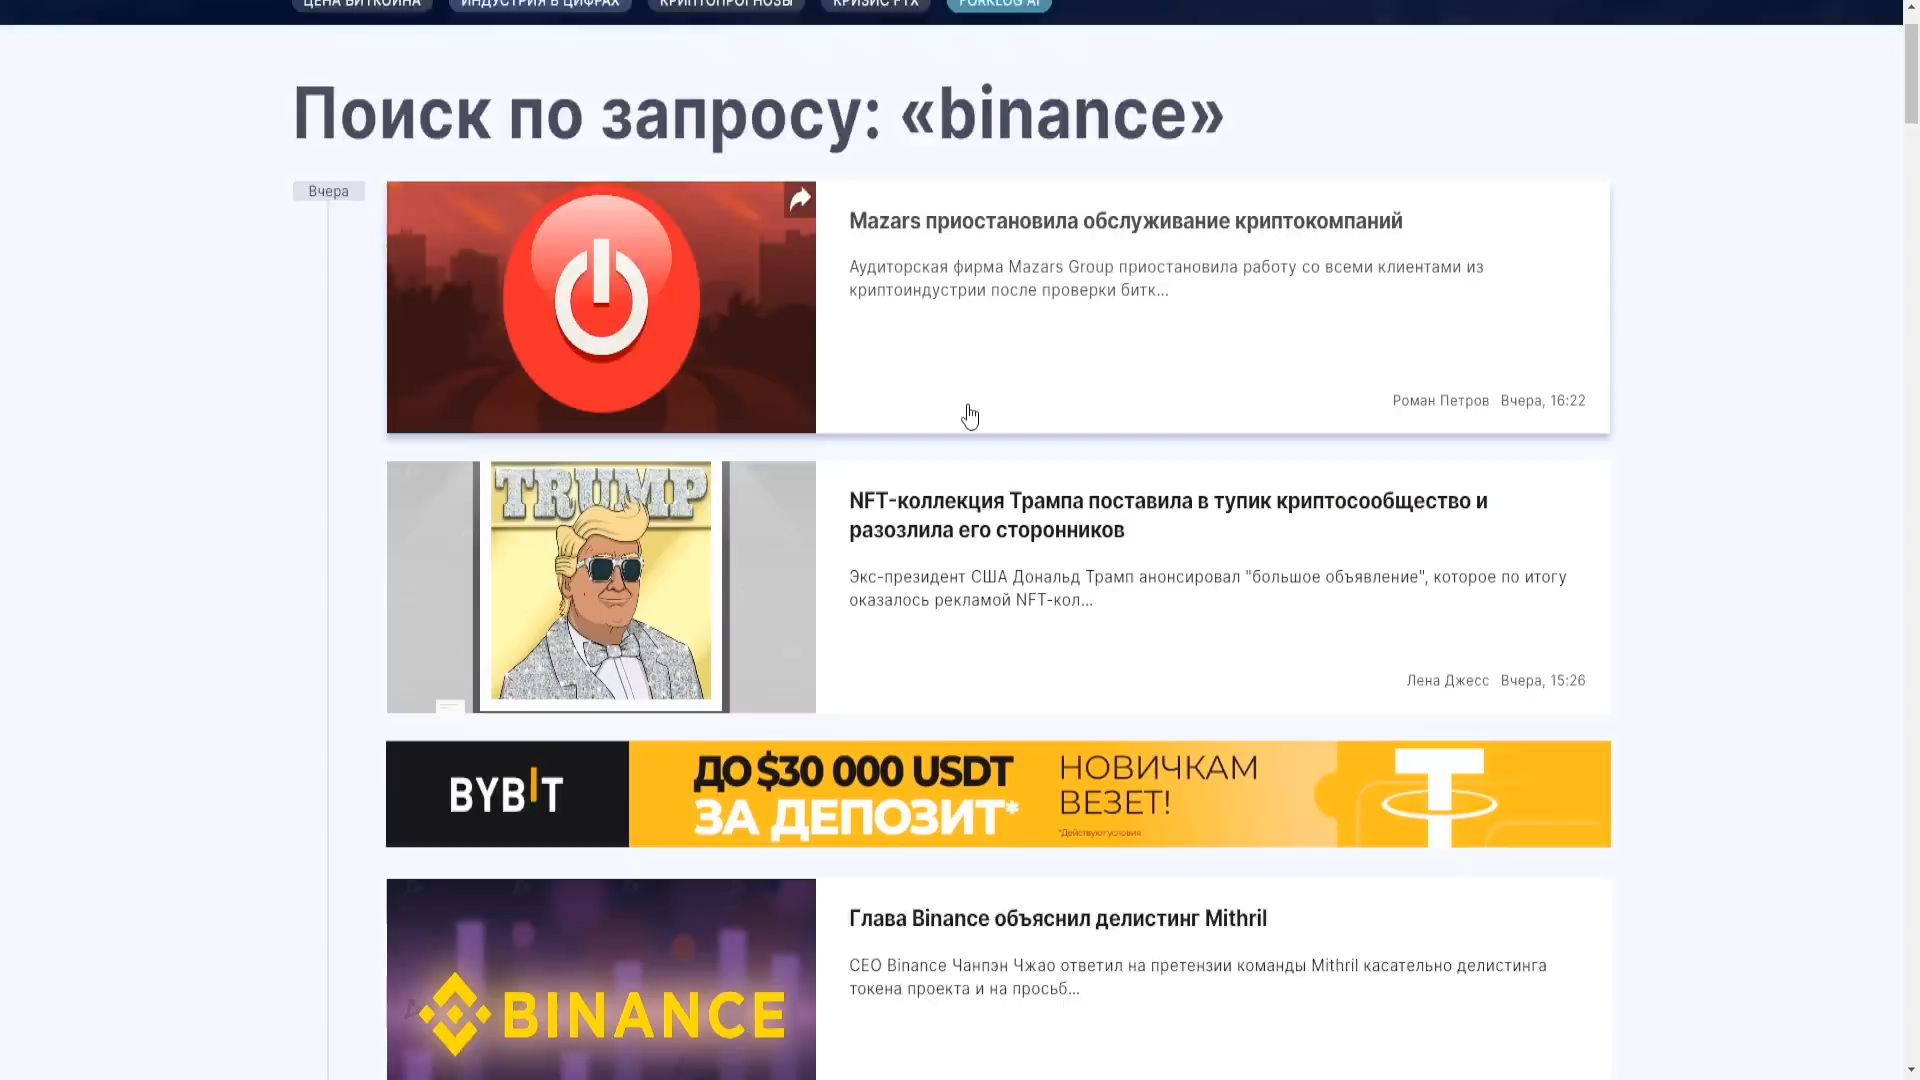 ЦЕНА БИТКОИНА ИНДУСТРИЯ В ЦИФРАХ КРИПТОПРОГНОЗЫ КРИЗИС FTX FORKLOG AI
Поиск по запросу: «binance»
Вчера
Mazars приостановила обслуживание криптокомпаний
Аудиторская фирма Mazars Group приостановила работу со всеми клиентами из
криптоиндустрии после проверки битк...
Роман Петров Вчера, 16:22
TRUMP
NFT-коллекция Трампа поставила в тупик криптосообщество и
разозлила его сторонников
Экс-президент США Дональд Трамп анонсировал "большое объявление", которое по итогу
оказалось рекламой NFT-кол...
Лена Джесс Вчера, 15:26
BYBIT
ДО $30 000 USDT
ЗА ДЕПОЗИТ*
НОВИЧКАМ
ВЕЗЕТ!
*Действуют условия
BINANCE
Глава Binance объяснил делистинг Mithril
CEO Binance Чанпэн Чжао ответил на претензии команды Mithril касательно делистинга
токена проекта и на просьб...